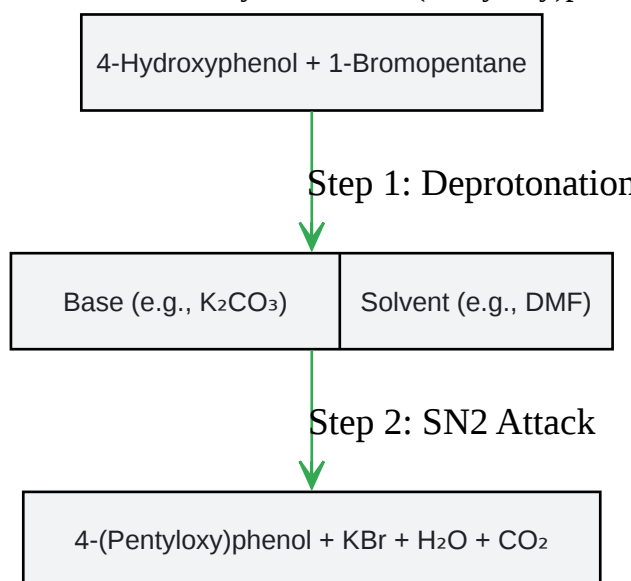 4-Hydroxyphenol + 1-Bromopentane
Step 1: Deprotonation
Base (e.g., K₂CO₃)
Solvent (e.g., DMF)
Step 2: SN2 Attack
4-(Pentyloxy)phenol + KBr + H₂O + CO₂